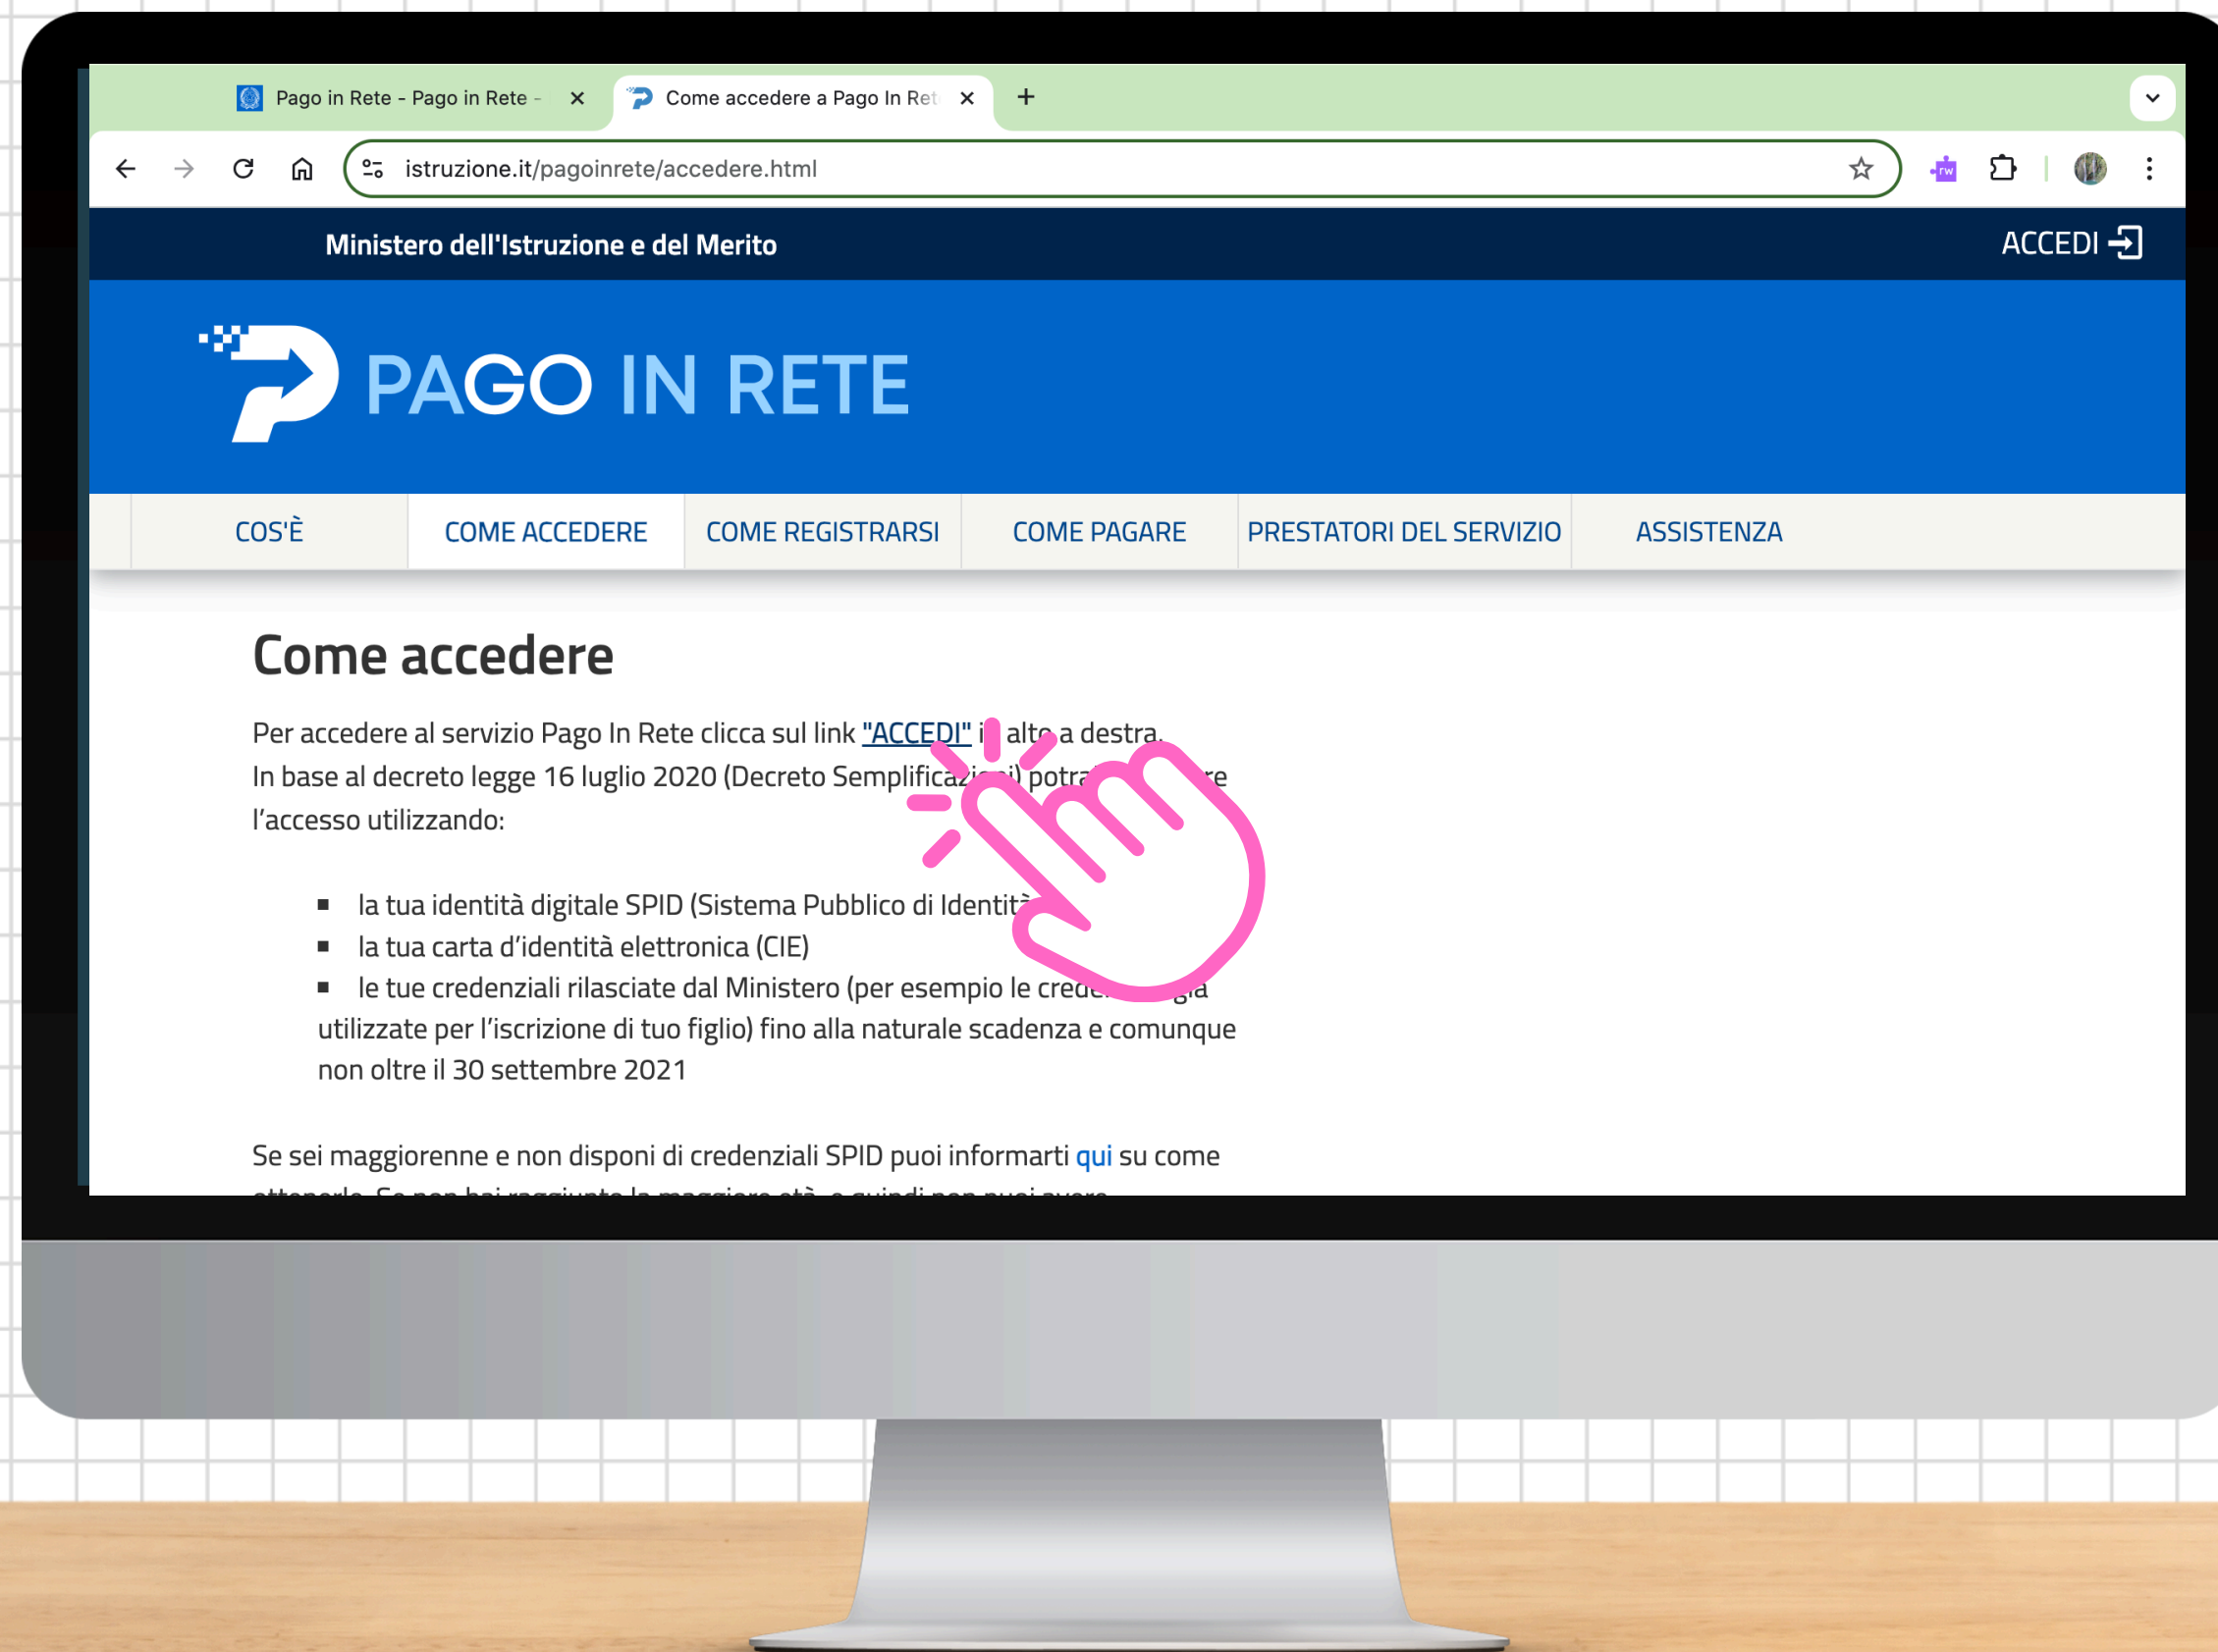 Pago in Rete - Pago in Rete -
Come accedere a Pago In Ret
istruzione.it/pagoinrete/accedere.html
rw
Ministero dell'Istruzione e del Merito
ACCEDI
PAGO IN RETE
COS'È
COME ACCEDERE
COME REGISTRARSI
COME PAGARE
PRESTATORI DEL SERVIZIO
ASSISTENZA
Come accedere
Per accedere al servizio Pago In Rete clicca sul link "ACCEDI" alto a destra.
In base al decreto legge 16 luglio 2020 (Decreto Semplificazioni)
l'accesso utilizzando:
▪ la tua identità digitale SPID (Sistema Pubblico di Identità
▪ la tua carta d'identità elettronica (CIE)
▪ le tue credenziali rilasciate dal Ministero (per esempio le
utilizzate per l'iscrizione di tuo figlio) fino alla naturale scadenza e comunque
non oltre il 30 settembre 2021
Se sei maggiorenne e non disponi di credenziali SPID puoi informarti qui su come